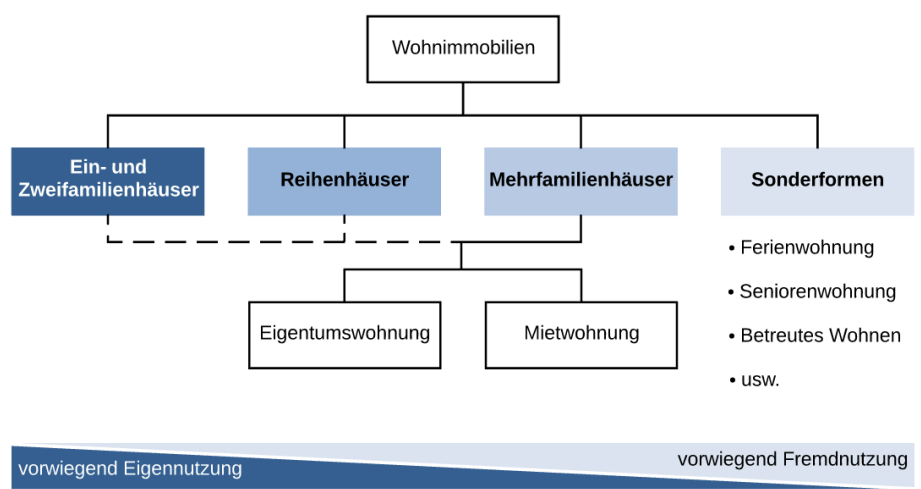 Wohnimmobilien
Ein- und
Zweifamilienhäuser
Reihenhäuser
Mehrfamilienhäuser
Sonderformen
• Ferienwohnung
• Seniorenwohnung
• Betreutes Wohnen
• usw.
Eigentumswohnung
Mietwohnung
vorwiegend Eigennutzung
vorwiegend Fremdnutzung